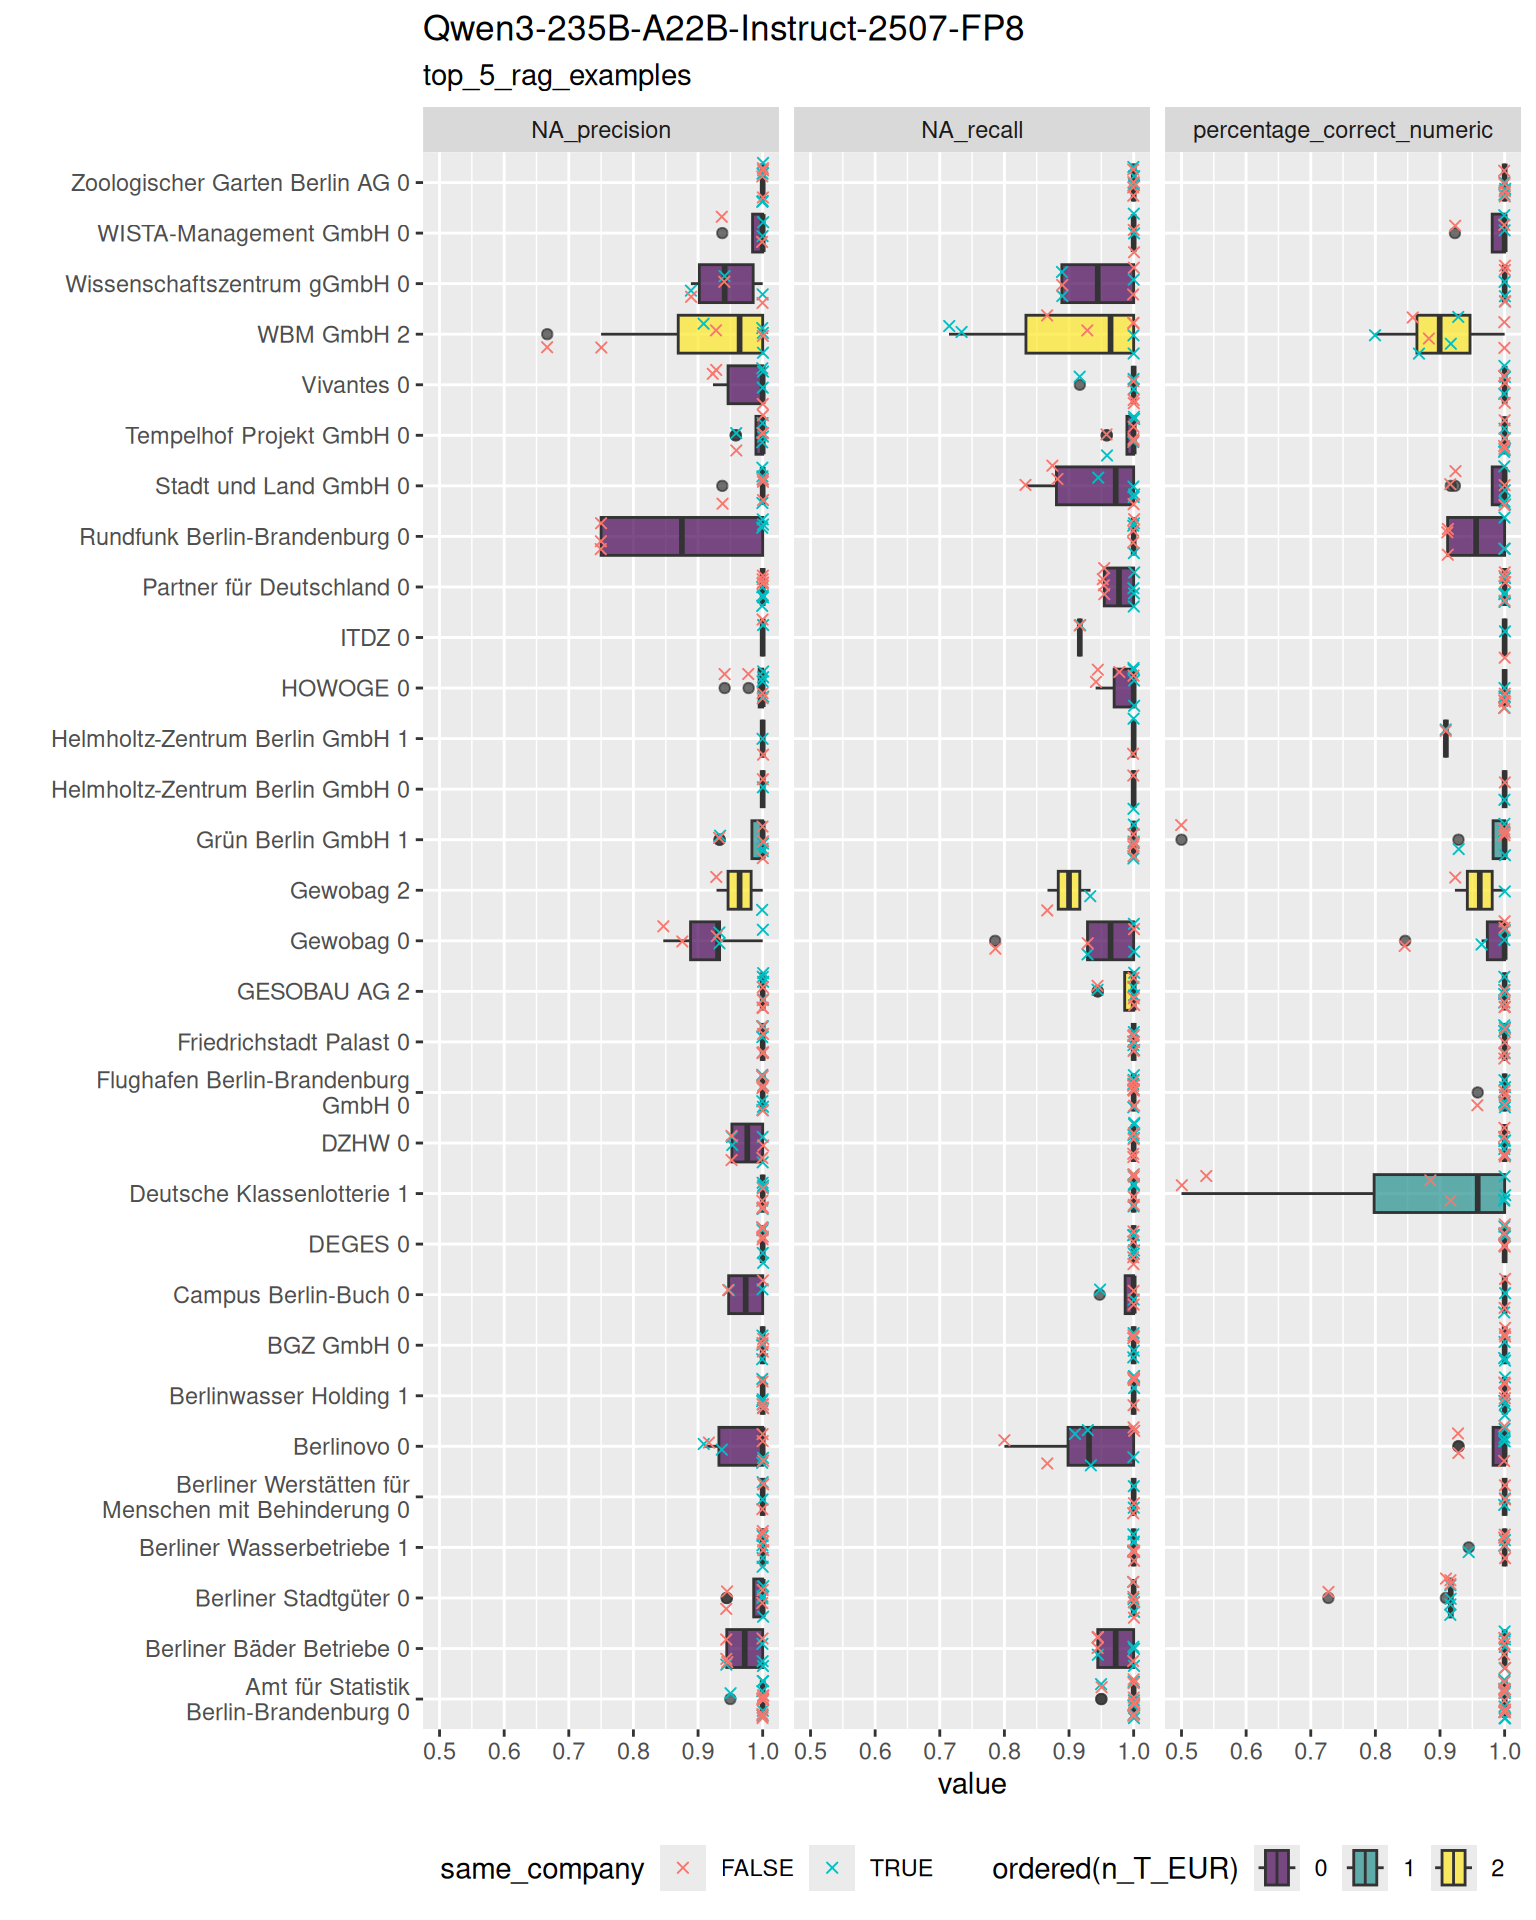 Qwen3-235B-A22B-Instruct-2507-FP8
top_5_rag_examples
NA_precision
NA_recall
percentage_correct_numeric
Zoologischer Garten Berlin AG 0
WISTA-Management GmbH 0
Wissenschaftszentrum gGmbH 0
WBM GmbH 2
Vivantes 0
Tempelhof Projekt GmbH 0
Stadt und Land GmbH 0
Rundfunk Berlin-Brandenburg 0
Partner für Deutschland 0
ITDZ 0
HOWOGE 0
Helmholtz-Zentrum Berlin GmbH 1
Helmholtz-Zentrum Berlin GmbH 0
Grün Berlin GmbH 1
Gewobag 2
Gewobag 0
GESOBAU AG 2
Friedrichstadt Palast 0
Flughafen Berlin-Brandenburg
GmbH 0
DZHW 0
Deutsche Klassenlotterie 1
DEGES 0
Campus Berlin-Buch 0
BGZ GmbH 0
Berlinwasser Holding 1
Berlinovo 0
Berliner Werstätten für
Menschen mit Behinderung 0
Berliner Wasserbetriebe 1
Berliner Stadtgüter 0
Berliner Bäder Betriebe 0
Amt für Statistik
Berlin-Brandenburg 0
0.5 0.6 0.7 0.8 0.9 1.0 0.5 0.6 0.7 0.8 0.9 1.0 0.5 0.6 0.7 0.8 0.9 1.0
value
same_company FALSE TRUE ordered(n_T_EUR) 0 1 2